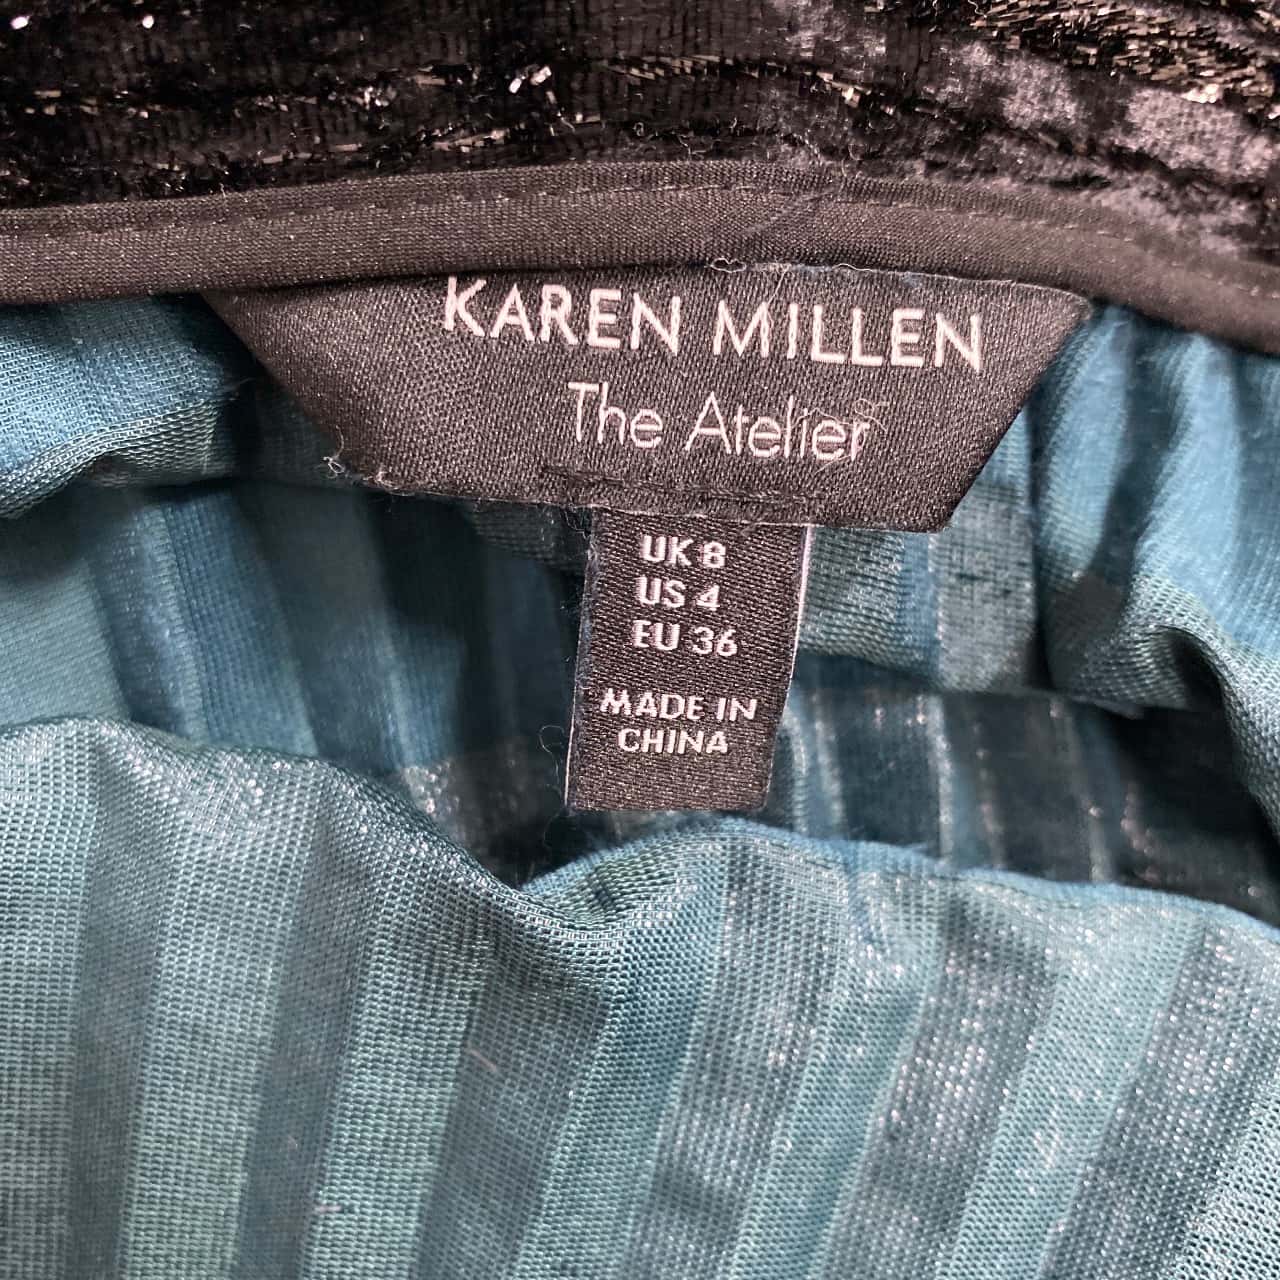 KAREN MILLEN
The Atelier
UK 8
US 4
EU 36
MADE IN
CHINA